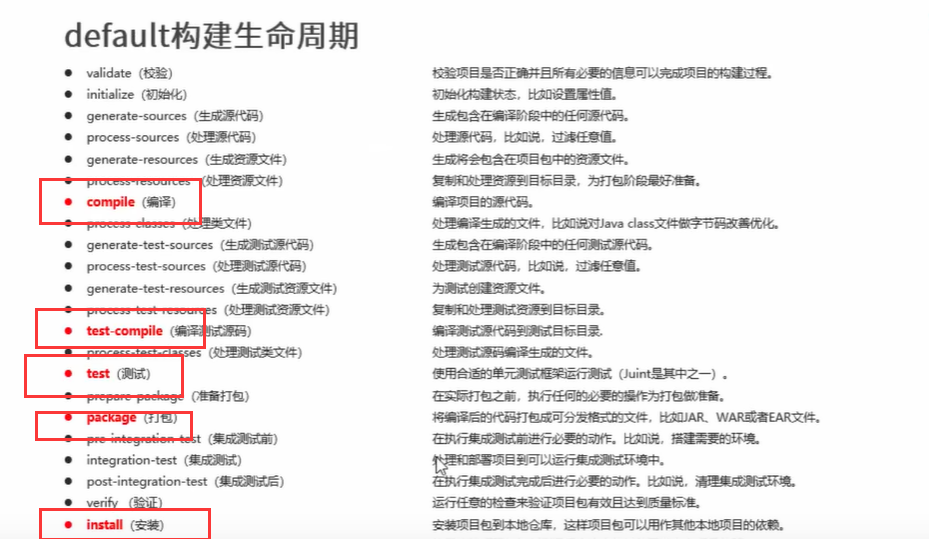 default构建生命周期
validate（校验） 校验项目是否正确并且所有必要的信息可以完成项目的构建过程。
initialize（初始化） 初始化构建状态，比如设置属性值。
generate-sources（生成源代码） 生成包含在编译阶段中的任何源代码。
process-sources（处理源代码） 处理源代码，比如说，过滤任意值。
generate-resources（生成资源文件） 生成将会包含在项目包中的资源文件。
process-resources （处理资源文件） 复制和处理资源到目标目录，为打包阶段最好准备。
compile（编译） 编译项目的源代码。
process-classes（处理类文件） 处理编译生成的文件，比如说对Java class文件做字节码改善优化。
generate-test-sources（生成测试源代码） 生成包含在编译阶段中的任何测试源代码。
process-test-sources（处理测试源代码） 处理测试源代码，比如说，过滤任意值。
generate-test-resources（生成测试资源文件） 为测试创建资源文件。
process-test-resources（处理测试资源文件） 复制和处理测试资源到目标目录。
test-compile（编译测试源码） 编译测试源代码到测试目标目录.
process-test-classes（处理测试类文件） 处理测试源码编译生成的文件。
test（测试） 使用合适的单元测试框架运行测试（Juint是其中之一）。
prepare-package（准备打包） 在实际打包之前，执行任何的必要的操作为打包做准备。
package（打包） 将编译后的代码打包成可分发格式的文件，比如JAR、WAR或者EAR文件。
pre-integration-test（集成测试前） 在执行集成测试前进行必要的动作。比如说，搭建需要的环境。
integration-test（集成测试） 处理和部署项目到可以运行集成测试环境中。
post-integration-test（集成测试后） 在执行集成测试完成后进行必要的动作。比如说，清理集成测试环境。
verify （验证） 运行任意的检查来验证项目包有效且达到质量标准。
install（安装） 安装项目包到本地仓库，这样项目包可以用作其他本地项目的依赖。